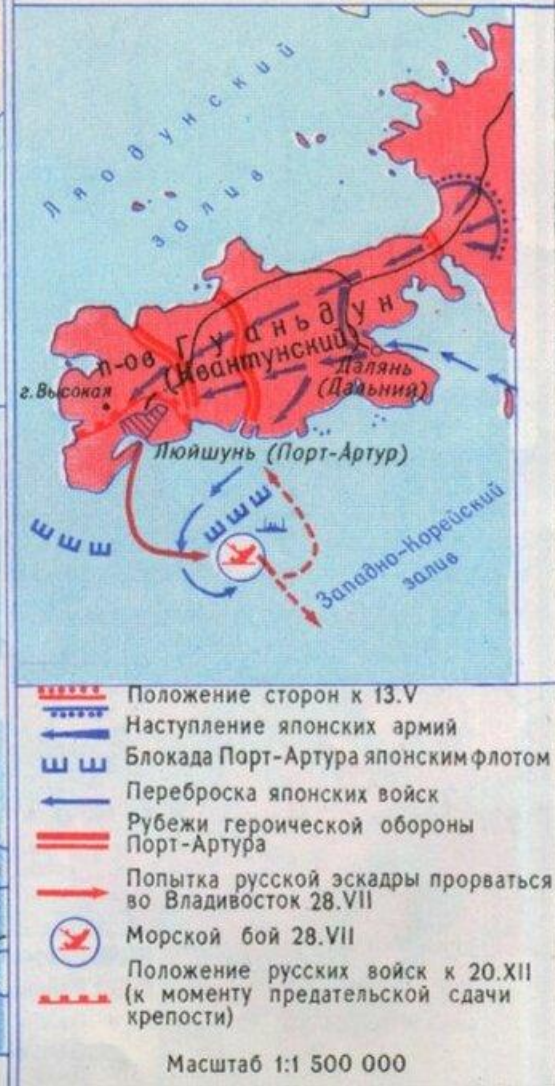 Ляодунский
залив
п-ов Гуаньдун
(Квантунский)
г. Высокая
Далянь
(Дальний)
Люйшунь (Порт-Артур)
Западно-Корейский
залив
Положение сторон к 13.V
Наступление японских армий
Блокада Порт-Артура японским флотом
Переброска японских войск
Рубежи героической обороны
Порт-Артура
Попытка русской эскадры прорваться
во Владивосток 28.VII
Морской бой 28.VII
Положение русских войск к 20.XII
(к моменту предательской сдачи
крепости)
Масштаб 1:1 500 000